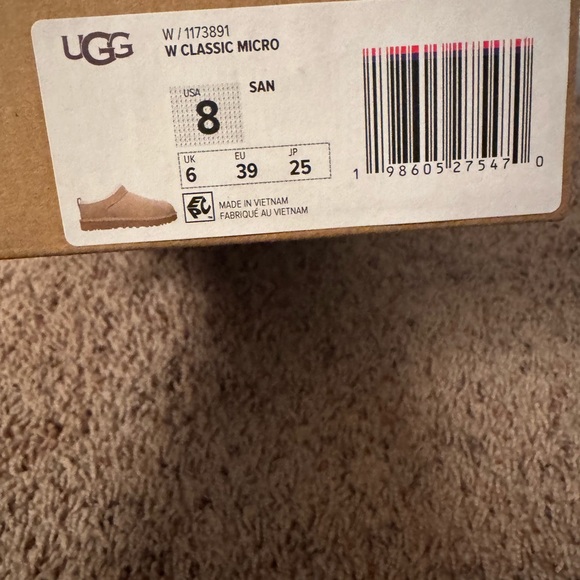 UGG
W / 1173891
W CLASSIC MICRO
USA
8
SAN
UK
6
EU
39
JP
25
MADE IN VIETNAM
FABRIQUÉ AU VIETNAM
1 98605 27547 0